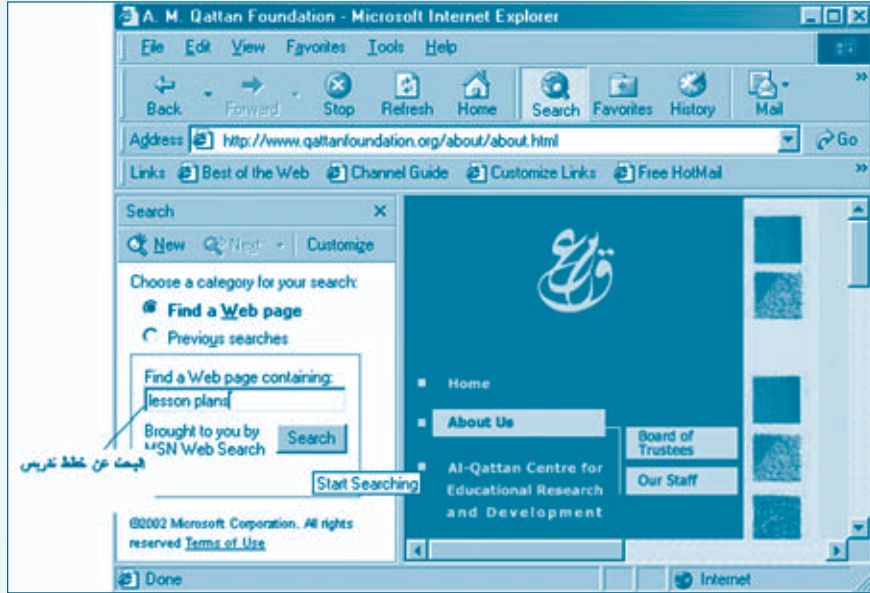 A. M. Qattan Foundation - Microsoft Internet Explorer
File Edit View Favorites Tools Help
Back Forward Stop Refresh Home Search Favorites History Mail »
Address http://www.qattanfoundation.org/about/about.html Go
Links Best of the Web Channel Guide Customize Links Free HotMail »
Search
New Next Customize
Choose a category for your search:
Find a Web page
Previous searches
Find a Web page containing:
lesson plans
Brought to you by
MSN Web Search
Search
Start Searching
البحث عن خطط تدريس
©2002 Microsoft Corporation. All rights
reserved Terms of Use
Home
About Us
Board of
Trustees
Our Staff
Al-Qattan Centre for
Educational Research
and Development
Done
Internet